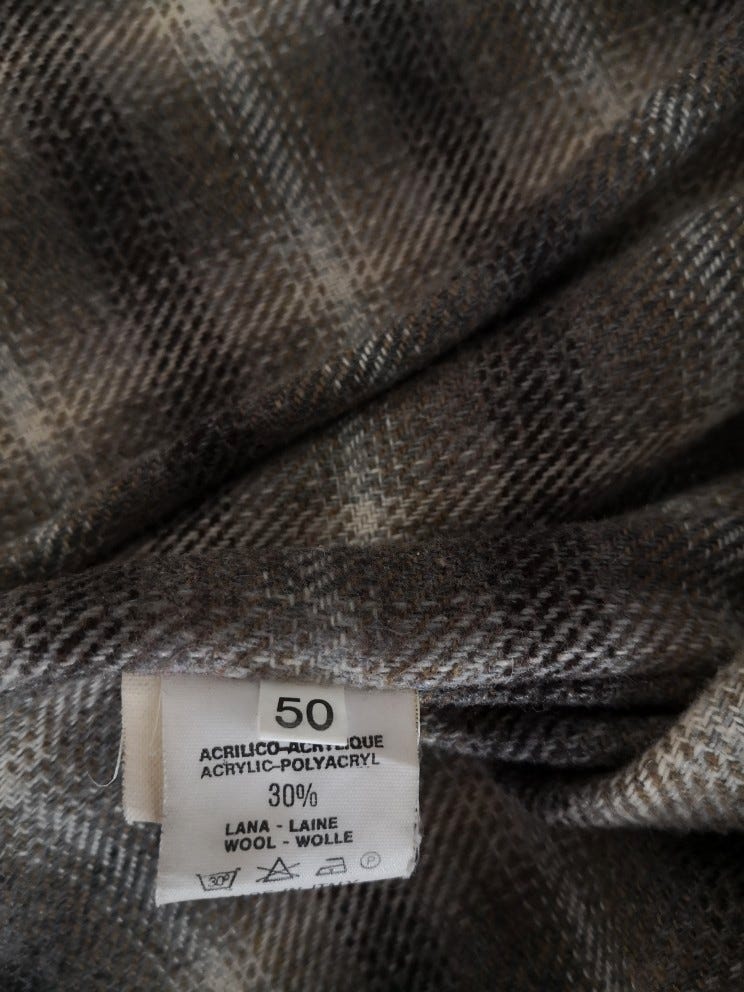 50
ACRILICO-ACRYLIQUE
ACRYLIC-POLYACRYL
30%
LANA - LAINE
WOOL - WOLLE
30°
P